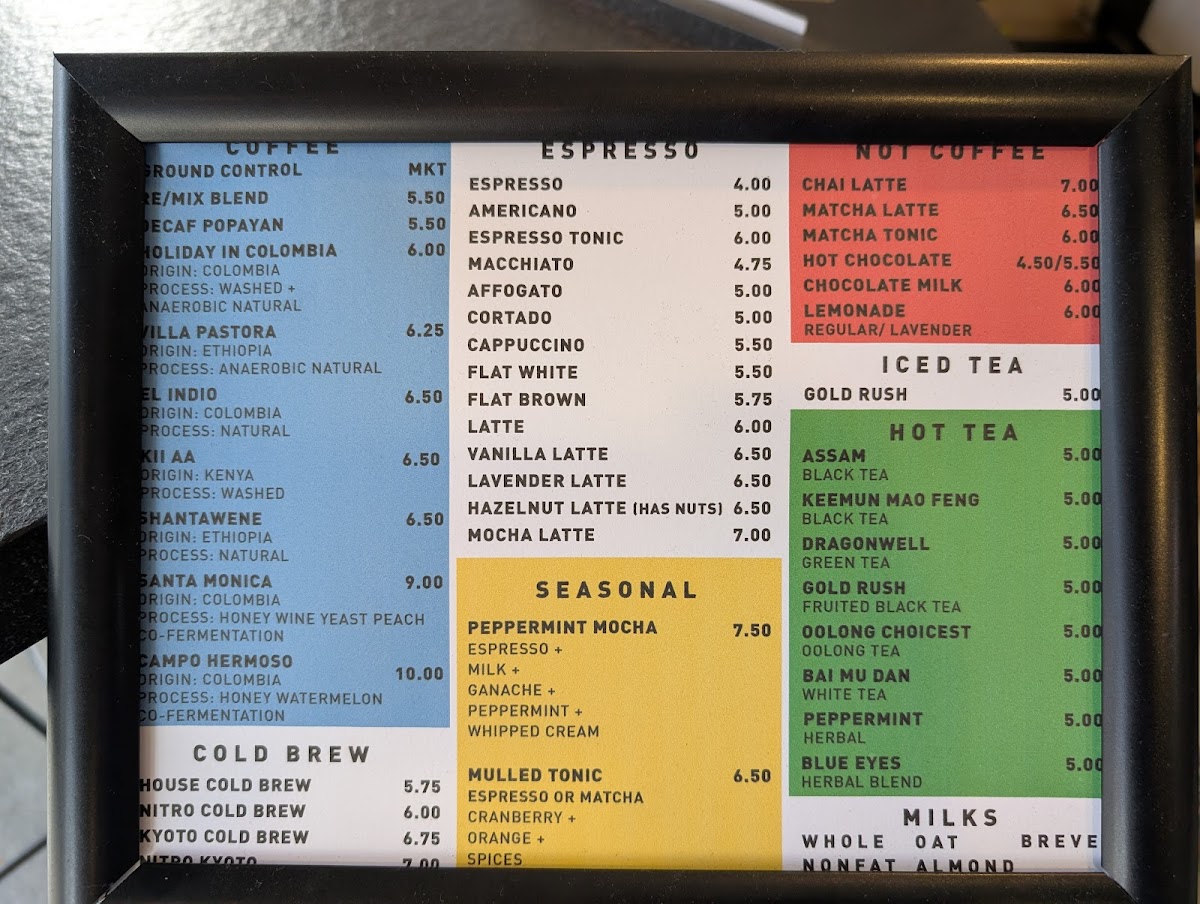 COFFEE
GROUND CONTROL MKT
RE/MIX BLEND 5.50
DECAF POPAYAN 5.50
HOLIDAY IN COLOMBIA 6.00
ORIGIN: COLOMBIA
PROCESS: WASHED +
ANAEROBIC NATURAL
VILLA PASTORA 6.25
ORIGIN: ETHIOPIA
PROCESS: ANAEROBIC NATURAL
EL INDIO 6.50
ORIGIN: COLOMBIA
PROCESS: NATURAL
KII AA 6.50
ORIGIN: KENYA
PROCESS: WASHED
SHANTAWENE 6.50
ORIGIN: ETHIOPIA
PROCESS: NATURAL
SANTA MONICA 9.00
ORIGIN: COLOMBIA
PROCESS: HONEY WINE YEAST PEACH
CO-FERMENTATION
CAMPO HERMOSO 10.00
ORIGIN: COLOMBIA
PROCESS: HONEY WATERMELON
CO-FERMENTATION
COLD BREW
HOUSE COLD BREW 5.75
NITRO COLD BREW 6.00
KYOTO COLD BREW 6.75
NITRO KYOTO 7.00
ESPRESSO
ESPRESSO 4.00
AMERICANO 5.00
ESPRESSO TONIC 6.00
MACCHIATO 4.75
AFFOGATO 5.00
CORTADO 5.00
CAPPUCCINO 5.50
FLAT WHITE 5.50
FLAT BROWN 5.75
LATTE 6.00
VANILLA LATTE 6.50
LAVENDER LATTE 6.50
HAZELNUT LATTE (HAS NUTS) 6.50
MOCHA LATTE 7.00
SEASONAL
PEPPERMINT MOCHA 7.50
ESPRESSO +
MILK +
GANACHE +
PEPPERMINT +
WHIPPED CREAM
MULLED TONIC 6.50
ESPRESSO OR MATCHA
CRANBERRY +
ORANGE +
SPICES
NOT COFFEE
CHAI LATTE 7.00
MATCHA LATTE 6.50
MATCHA TONIC 6.00
HOT CHOCOLATE 4.50/5.50
CHOCOLATE MILK 6.00
LEMONADE 6.00
REGULAR/ LAVENDER
ICED TEA
GOLD RUSH 5.00
HOT TEA
ASSAM 5.00
BLACK TEA
KEEMUN MAO FENG 5.00
BLACK TEA
DRAGONWELL 5.00
GREEN TEA
GOLD RUSH 5.00
FRUITED BLACK TEA
OOLONG CHOICEST 5.00
OOLONG TEA
BAI MU DAN 5.00
WHITE TEA
PEPPERMINT 5.00
HERBAL
BLUE EYES 5.00
HERBAL BLEND
MILKS
WHOLE OAT BREVE
NONFAT ALMOND